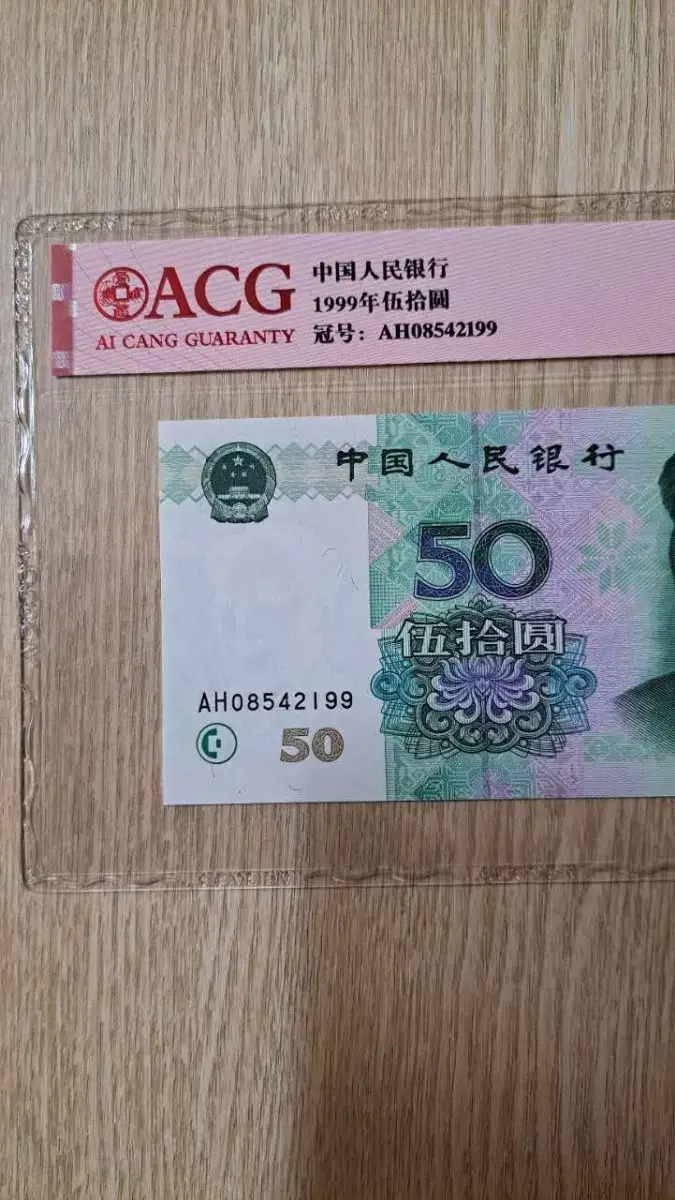 ACG
AI CANG GUARANTY
中国人民银行
1999年伍拾圆
冠号：AH08542199
中国人民银行
50
伍拾圆
AH08542199
50